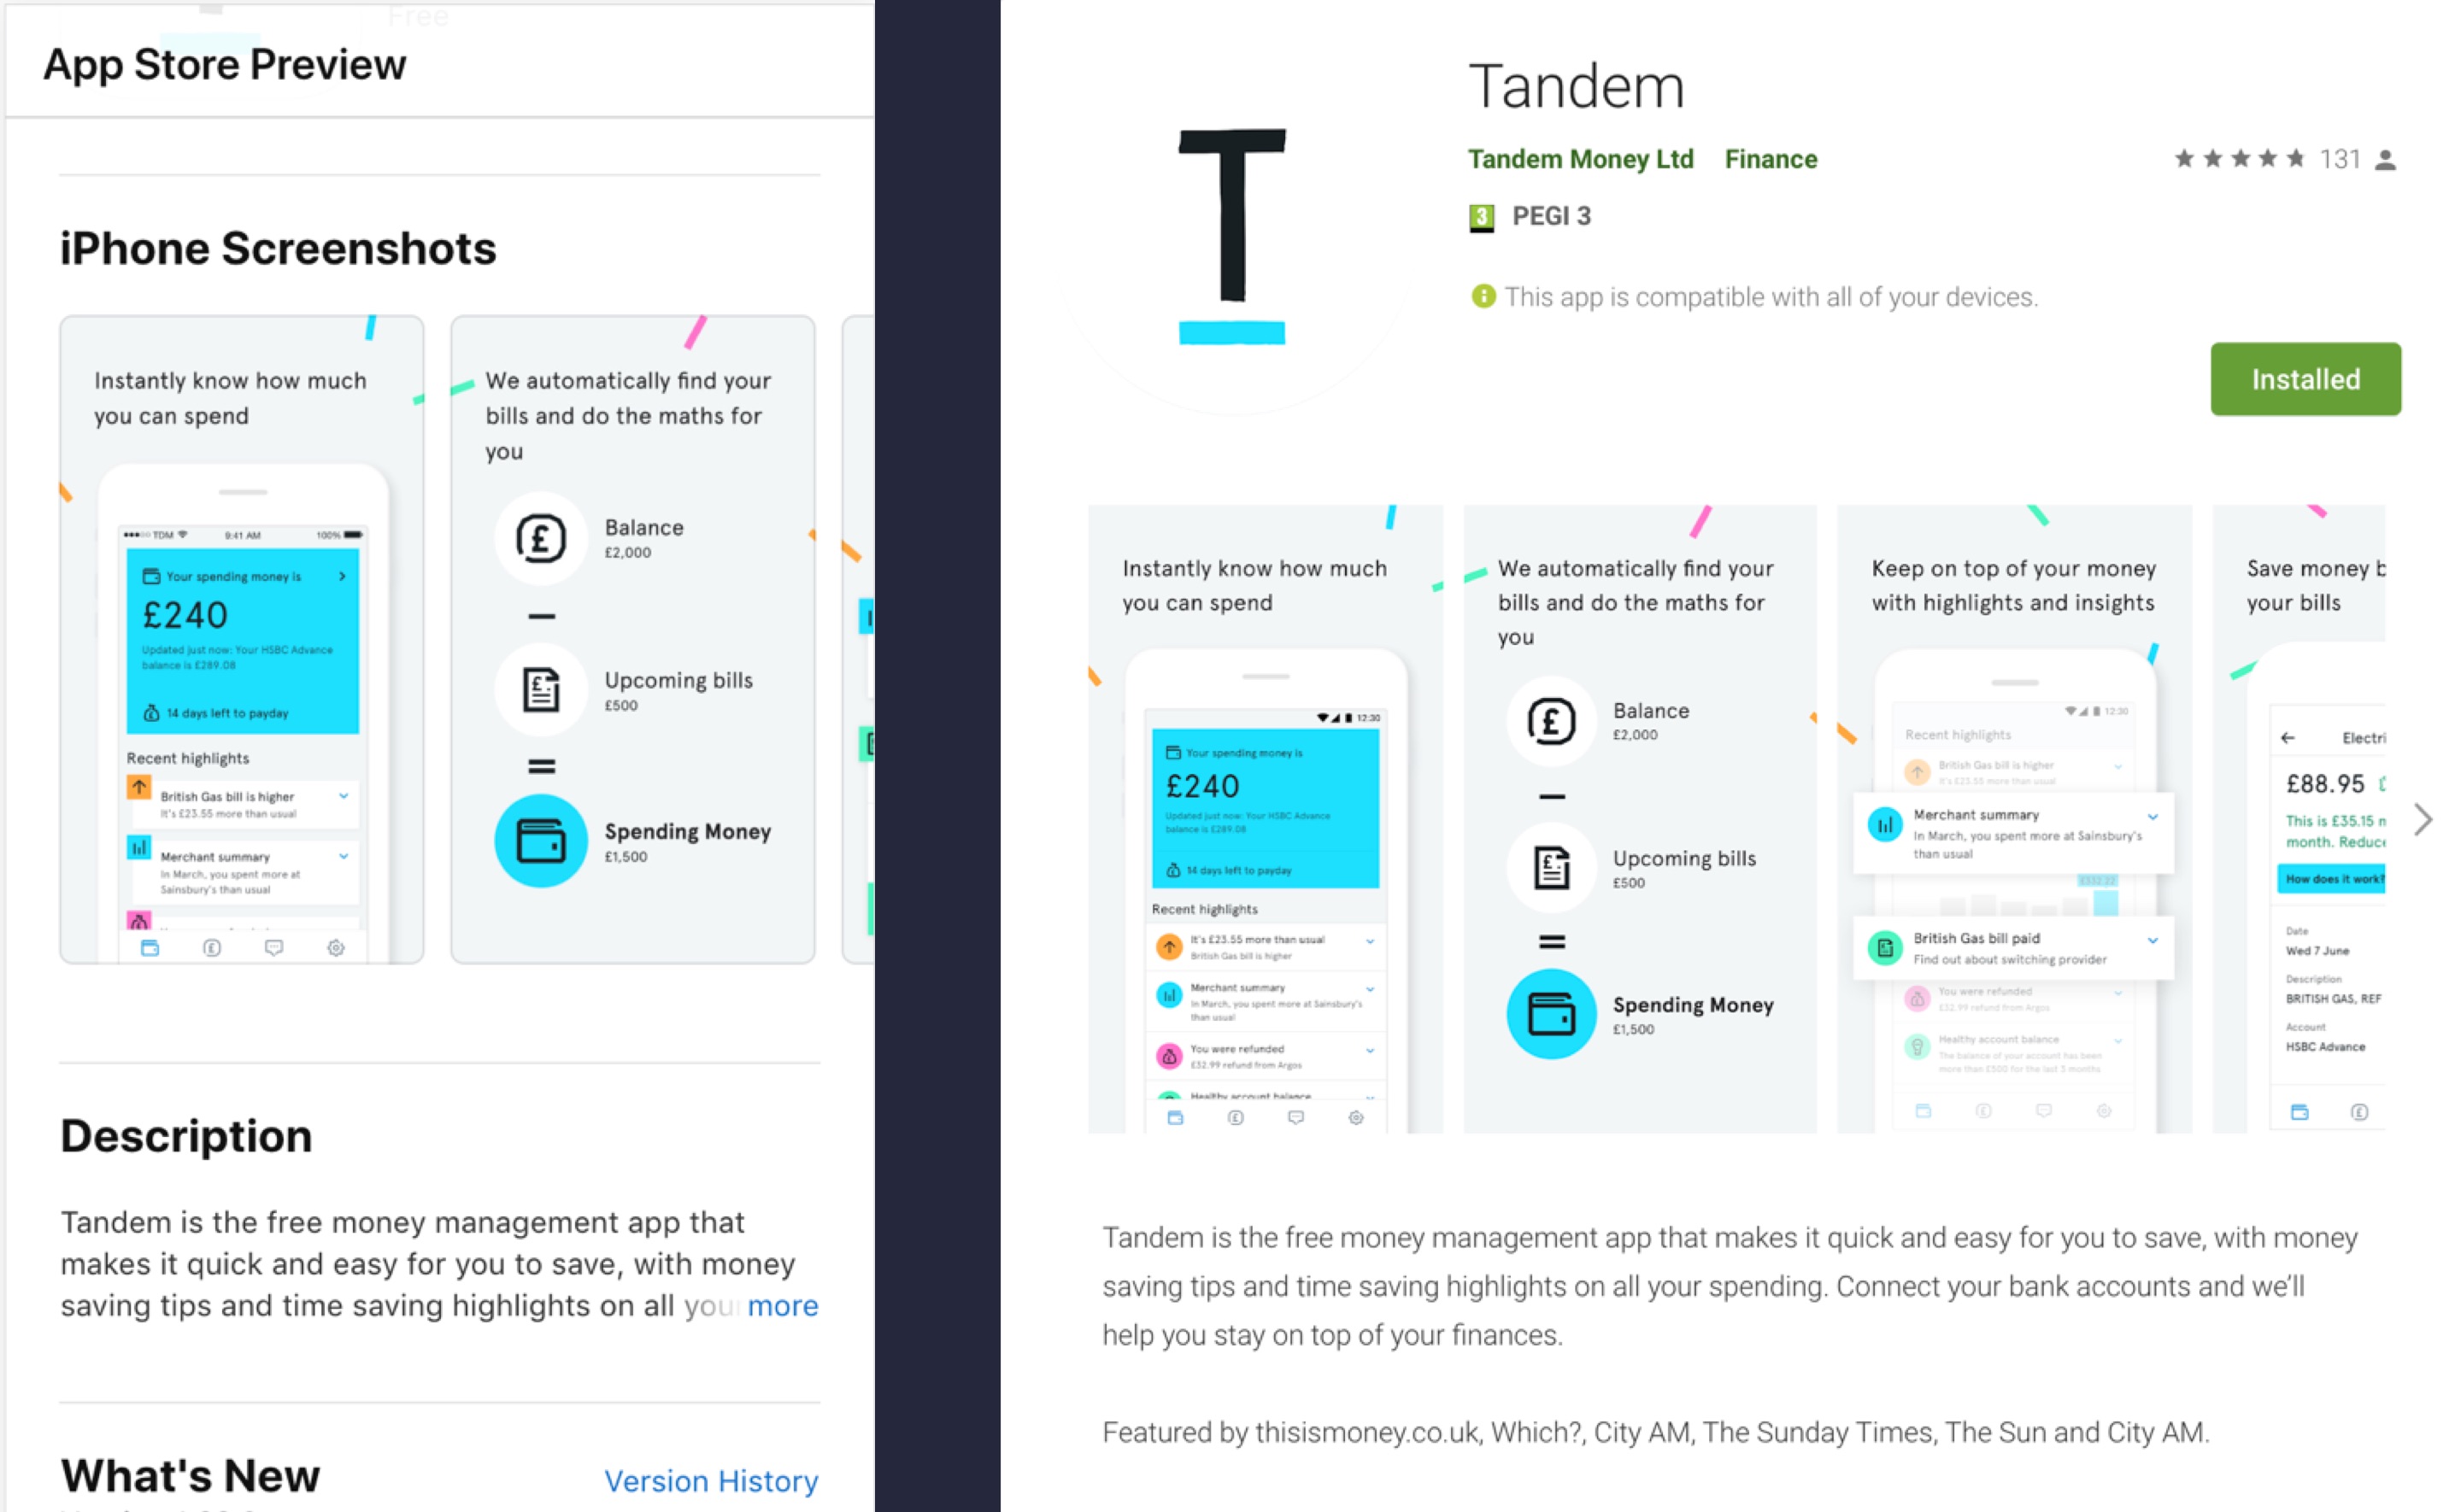 Free
App Store Preview
iPhone Screenshots
Instantly know how much
you can spend
TDM
9:41 AM
100%
Your spending money is
£240
Updated just now: Your HSBC Advance
balance is £289.08
14 days left to payday
Recent highlights
British Gas bill is higher
It's £23.55 more than usual
Merchant summary
In March, you spent more at
Sainsbury's than usual
We automatically find your
bills and do the maths for
you
Balance
£2,000
Upcoming bills
£500
Spending Money
£1,500
Description
Tandem is the free money management app that
makes it quick and easy for you to save, with money
saving tips and time saving highlights on all you
more
What's New
Version History
T
Tandem
Tandem Money Ltd
Finance
131
3
PEGI 3
This app is compatible with all of your devices.
Installed
Instantly know how much
you can spend
12:30
Your spending money is
£240
Updated just now: Your HSBC Advance
balance is £289.08
14 days left to payday
Recent highlights
It's £23.55 more than usual
British Gas bill is higher
Merchant summary
In March, you spent more at Sainsbury's
than usual
You were refunded
£32.99 refund from Argos
Healthy account balance
We automatically find your
bills and do the maths for
you
Balance
£2,000
Upcoming bills
£500
Spending Money
£1,500
Keep on top of your money
with highlights and insights
12:30
Recent highlights
British Gas bill is higher
It's £23.55 more than usual
Merchant summary
In March, you spent more at Sainsbury's
than usual
British Gas bill paid
Find out about switching provider
You were refunded
£32.99 refund from Argos
Healthy account balance
The balance of your account has been
more than £500 for the last 3 months
Save money b
your bills
Electri
£88.95
This is £35.15 m
month. Reduce
How does it work?
Date
Wed 7 June
Description
BRITISH GAS, REF
Account
HSBC Advance
Tandem is the free money management app that makes it quick and easy for you to save, with money
saving tips and time saving highlights on all your spending. Connect your bank accounts and we'll
help you stay on top of your finances.
Featured by thisismoney.co.uk, Which?, City AM, The Sunday Times, The Sun and City AM.